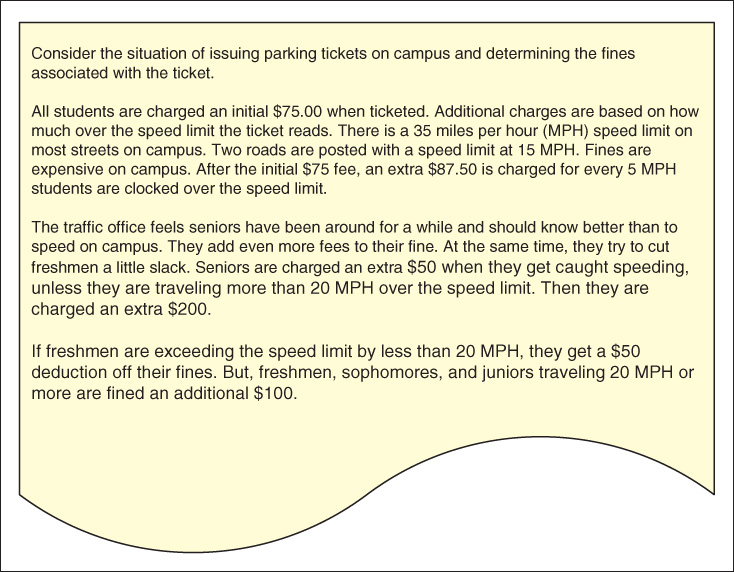 Consider the situation of issuing parking tickets on campus and determining the fines
associated with the ticket.
All students are charged an initial $75.00 when ticketed. Additional charges are based on how
much over the speed limit the ticket reads. There is a 35 miles per hour (MPH) speed limit on
most streets on campus. Two roads are posted with a speed limit at 15 MPH. Fines are
expensive on campus. After the initial $75 fee, an extra $87.50 is charged for every 5 MPH
students are clocked over the speed limit.
The traffic office feels seniors have been around for a while and should know better than to
speed on campus. They add even more fees to their fine. At the same time, they try to cut
freshmen a little slack. Seniors are charged an extra $50 when they get caught speeding,
unless they are traveling more than 20 MPH over the speed limit. Then they are
charged an extra $200.
If freshmen are exceeding the speed limit by less than 20 MPH, they get a $50
deduction off their fines. But, freshmen, sophomores, and juniors traveling 20 MPH or
more are fined an additional $100.